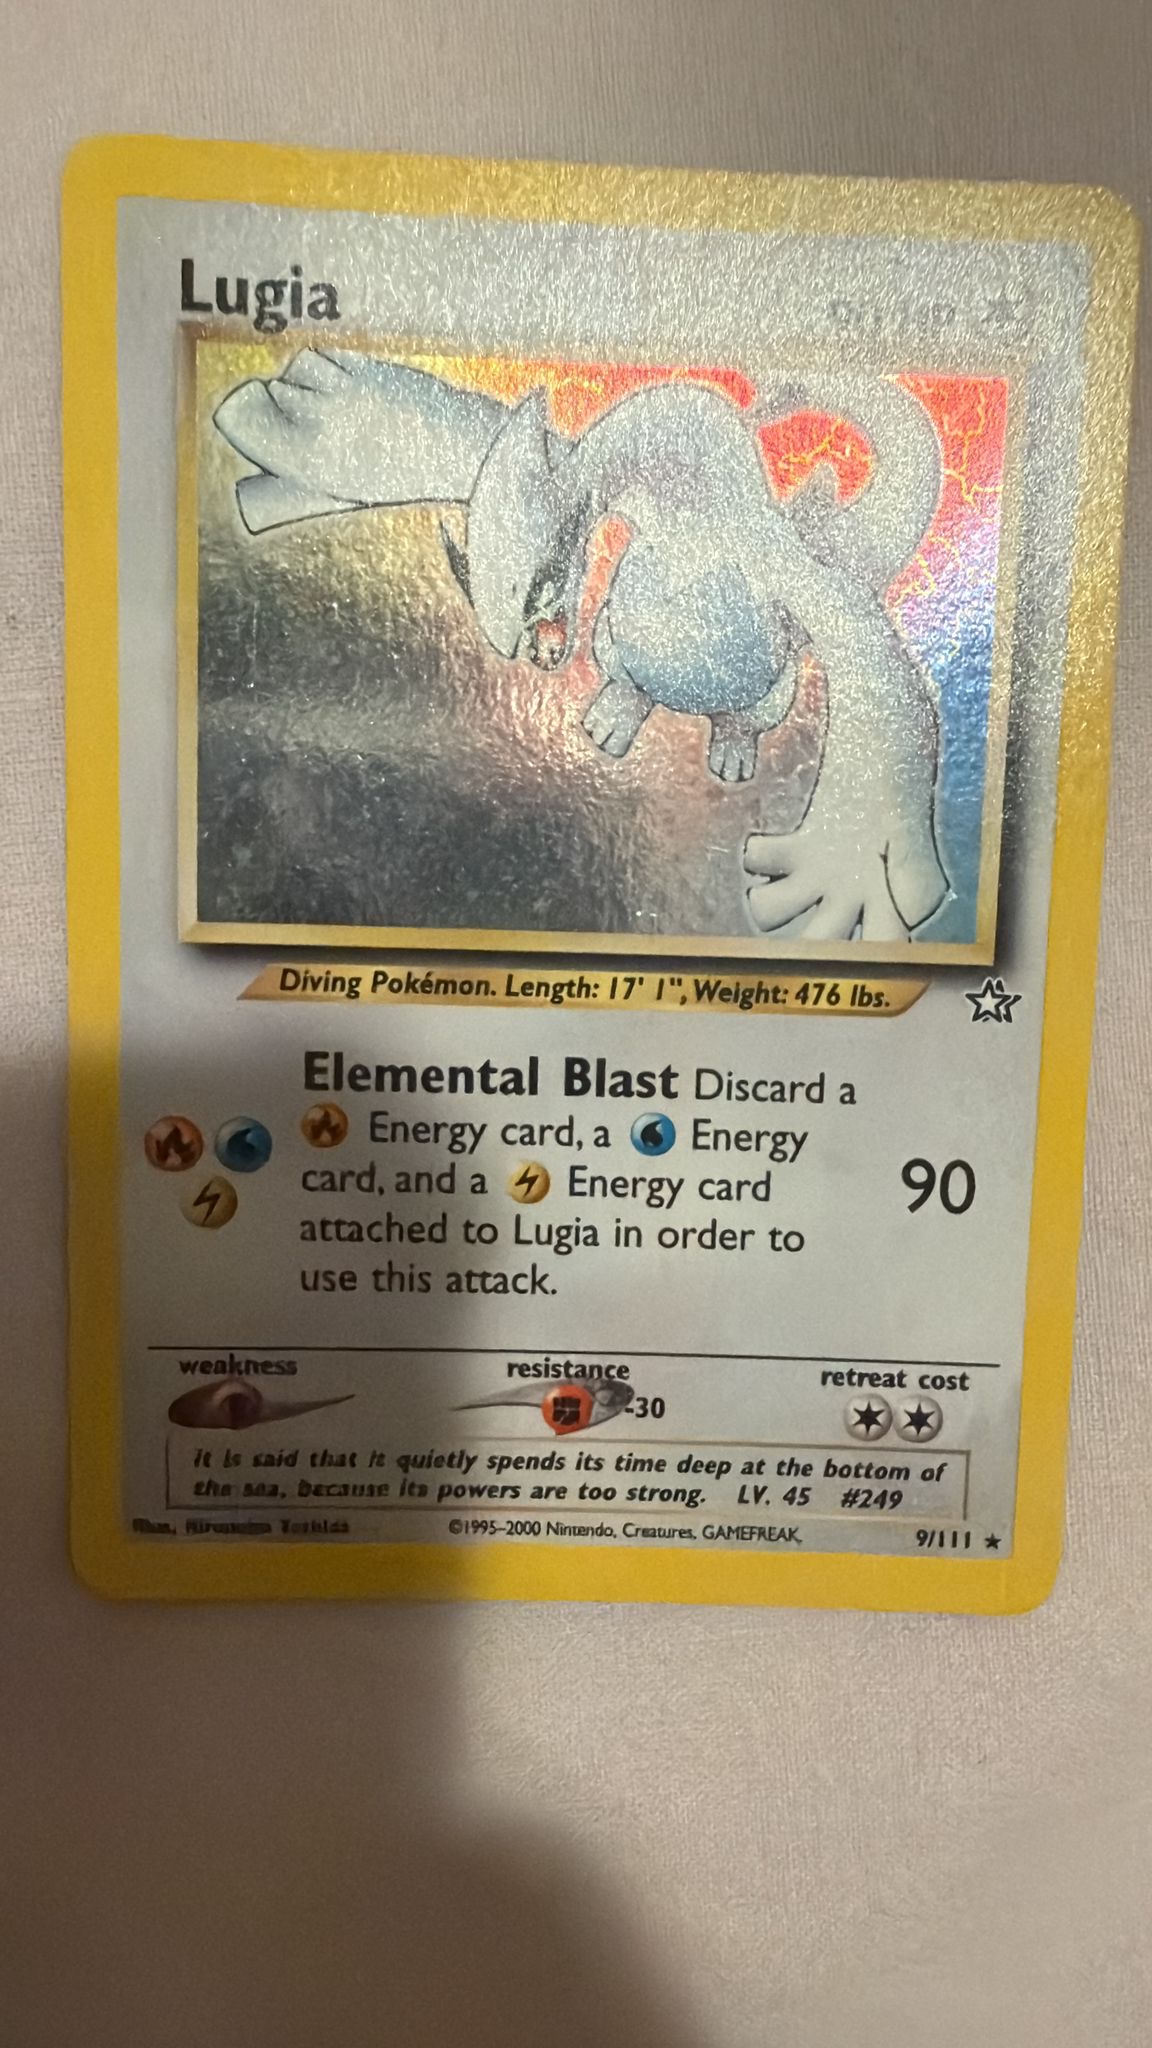 Lugia
Diving Pokémon. Length: 17' 1", Weight: 476 lbs.
Elemental Blast Discard a
Energy card, a Energy
card, and a Energy card
attached to Lugia in order to
use this attack.
90
weakness resistance retreat cost
-30
It is said that it quietly spends its time deep at the bottom of
the sea, because its powers are too strong. LV. 45 #249
©1995-2000 Nintendo, Creatures, GAMEFREAK. 9/111